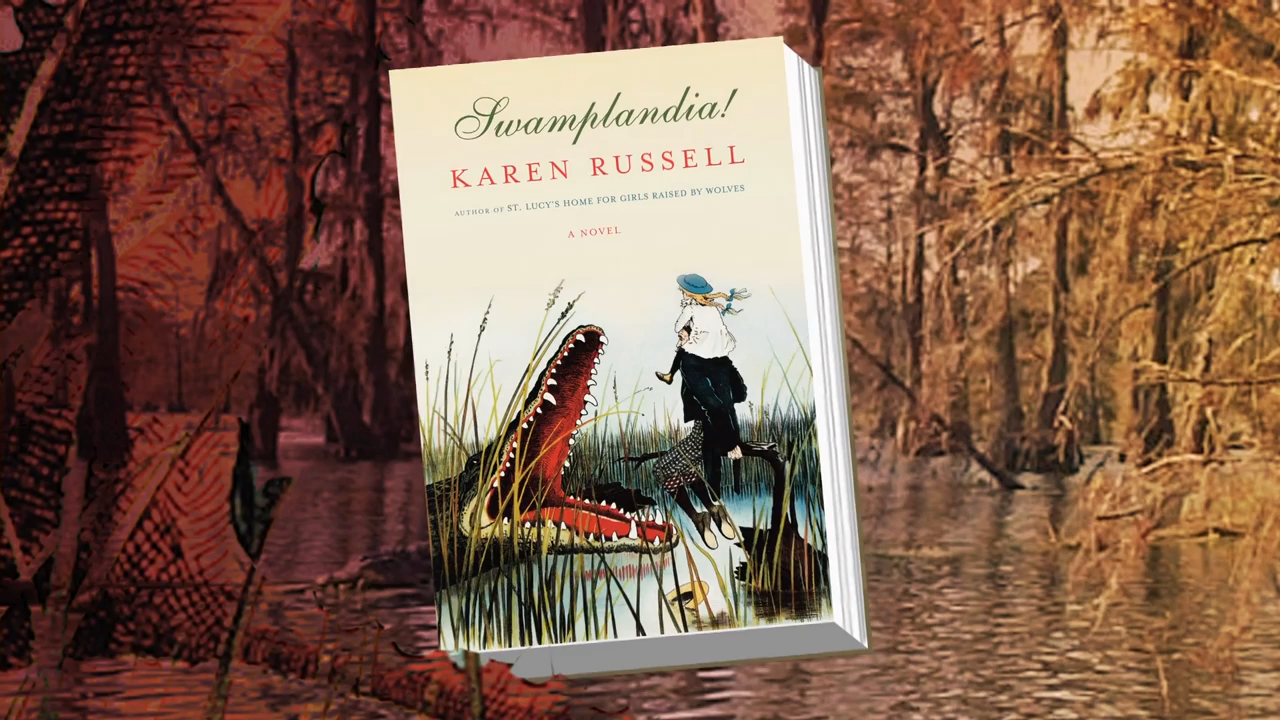 Swamplandia!
KAREN RUSSELL
AUTHOR OF ST. LUCY'S HOME FOR GIRLS RAISED BY WOLVES
A NOVEL